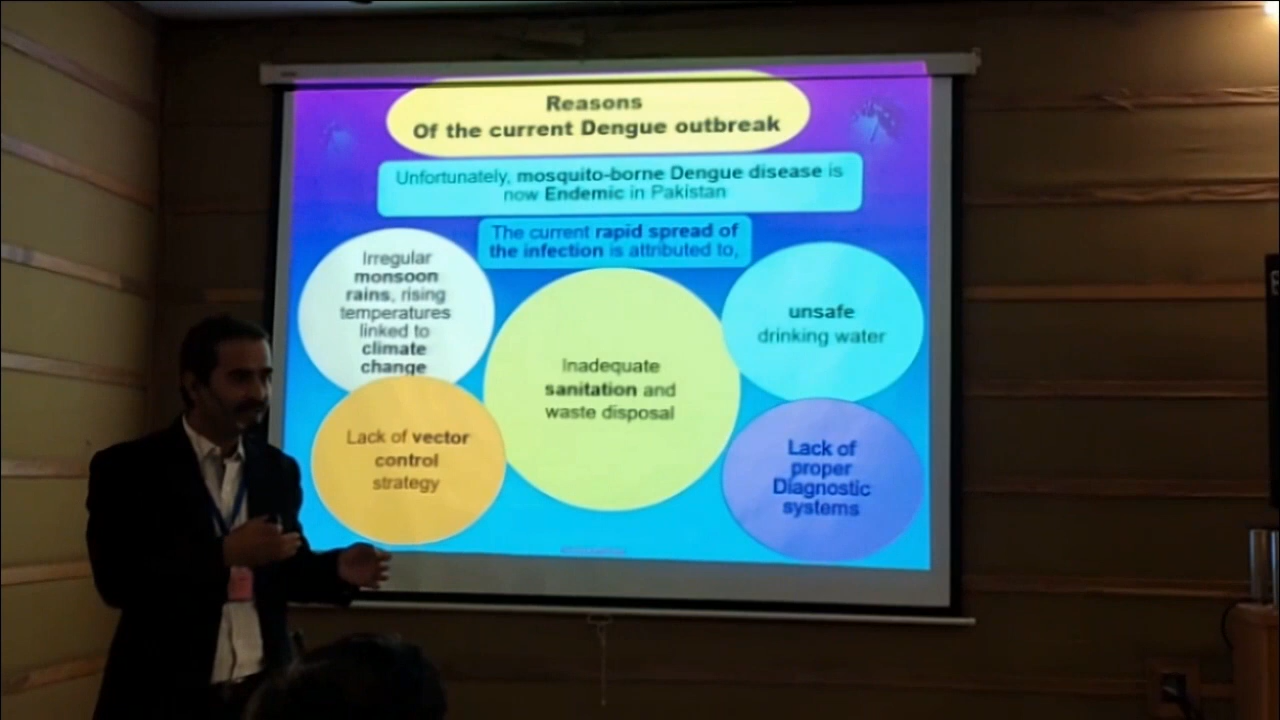 Reasons
Of the current Dengue outbreak
Unfortunately, mosquito-borne Dengue disease is
now Endemic in Pakistan
The current rapid spread of
the infection is attributed to,
Irregular
monsoon
rains, rising
temperatures
linked to
climate
change
Inadequate
sanitation and
waste disposal
unsafe
drinking water
Lack of vector
control
strategy
Lack of
proper
Diagnostic
systems